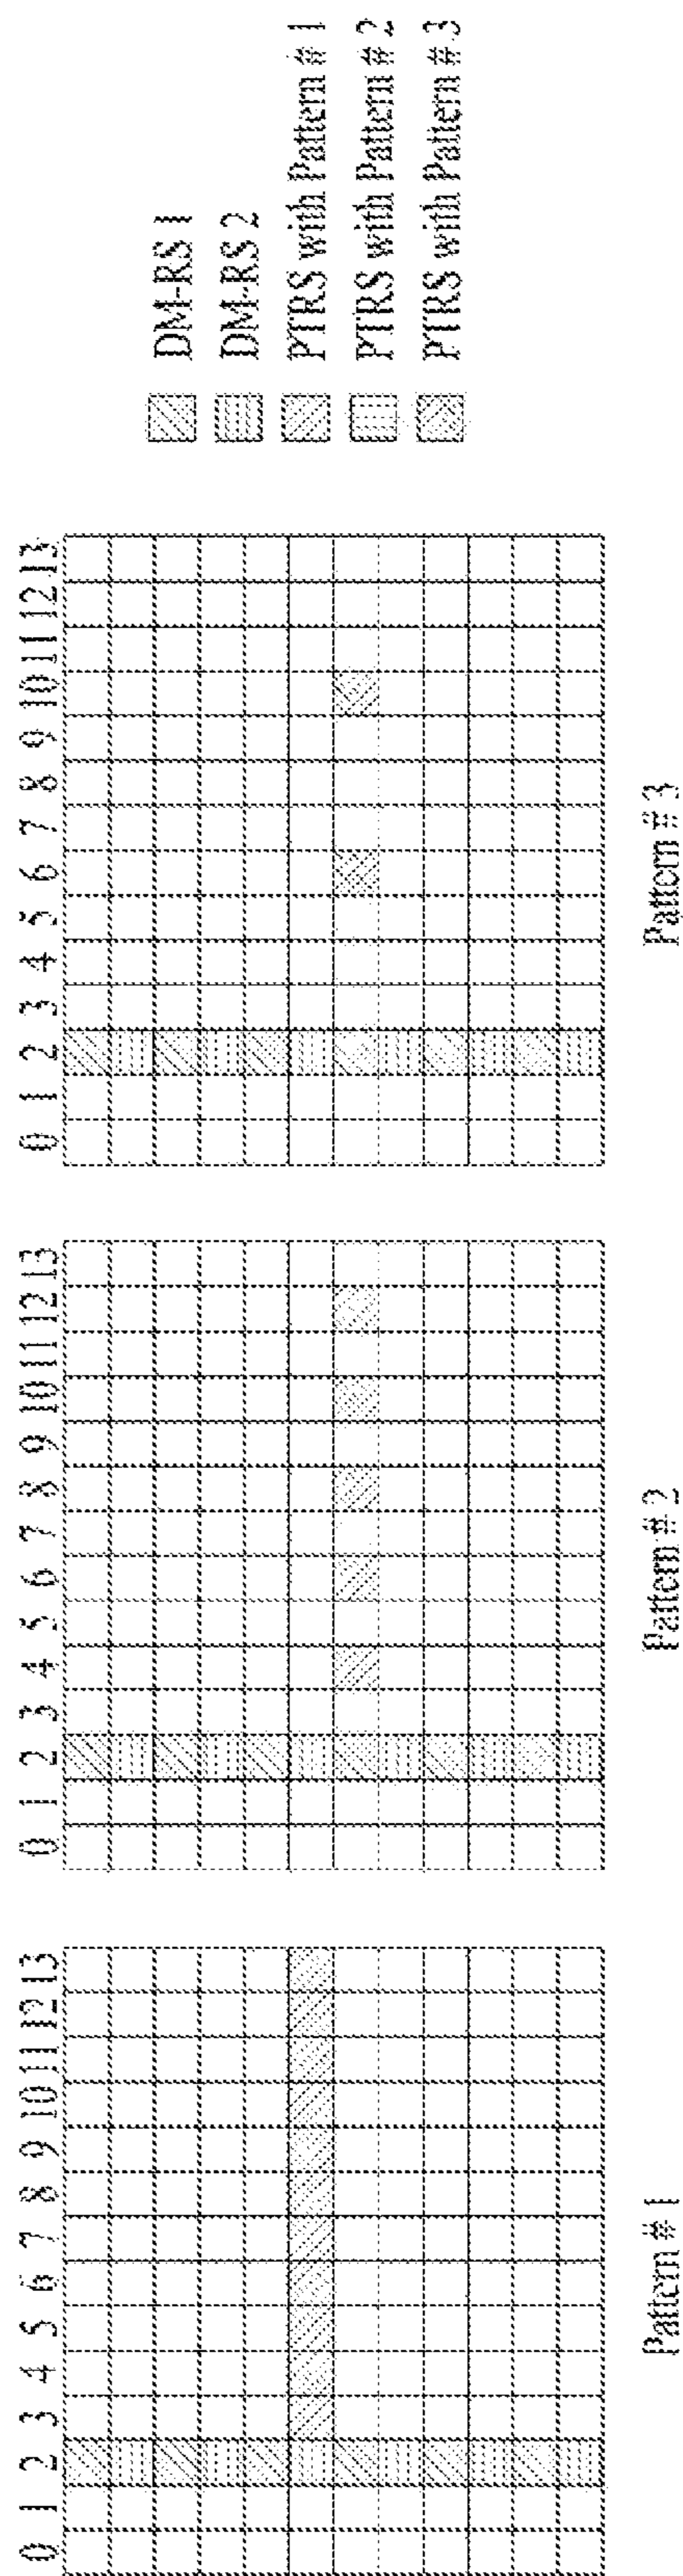 0 1 2 3 4 5 6 7 8 9 10 11 12 13
Pattern # 1
0 1 2 3 4 5 6 7 8 9 10 11 12 13
Pattern # 2
0 1 2 3 4 5 6 7 8 9 10 11 12 13
Pattern # 3
DM-RS 1
DM-RS 2
PTRS with Pattern # 1
PTRS with Pattern # 2
PTRS with Pattern # 3